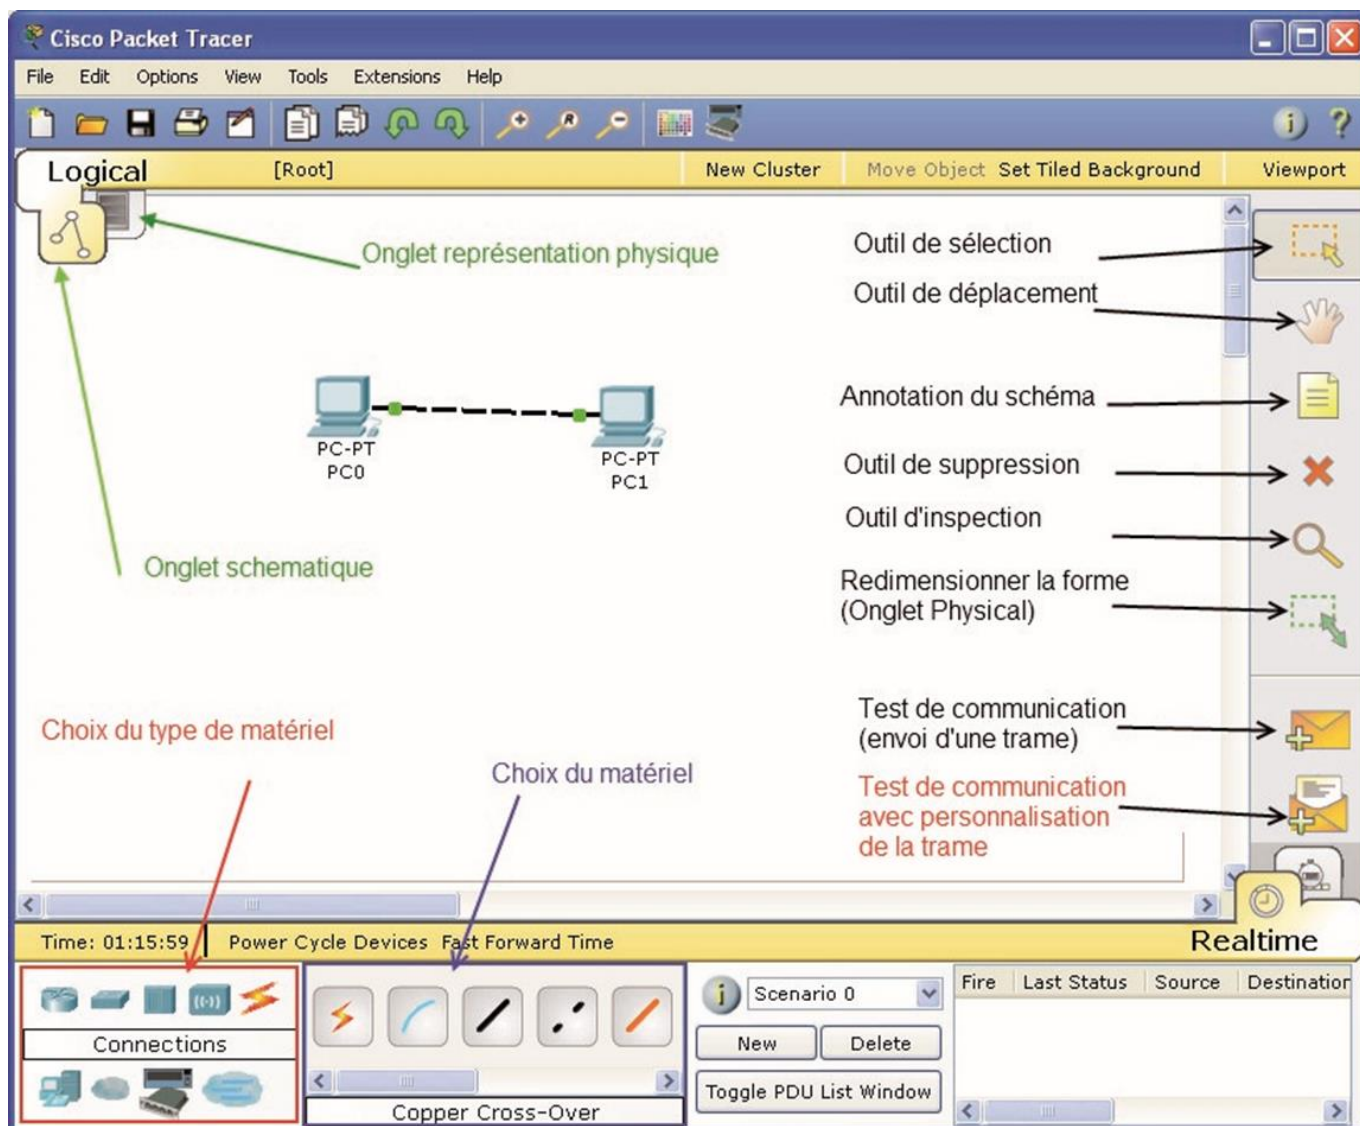 Cisco Packet Tracer
File Edit Options View Tools Extensions Help
Logical [Root] New Cluster Move Object Set Tiled Background Viewport
Onglet représentation physique
Outil de sélection
Outil de déplacement
Annotation du schéma
PC-PT
PC0
PC-PT
PC1
Outil de suppression
Outil d'inspection
Onglet schematique
Redimensionner la forme
(Onglet Physical)
Choix du type de matériel
Test de communication
(envoi d'une trame)
Choix du matériel
Test de communication
avec personnalisation
de la trame
Time: 01:15:59 Power Cycle Devices Fast Forward Time Realtime
Connections
Copper Cross-Over
Scenario 0
New Delete
Toggle PDU List Window
Fire Last Status Source Destination